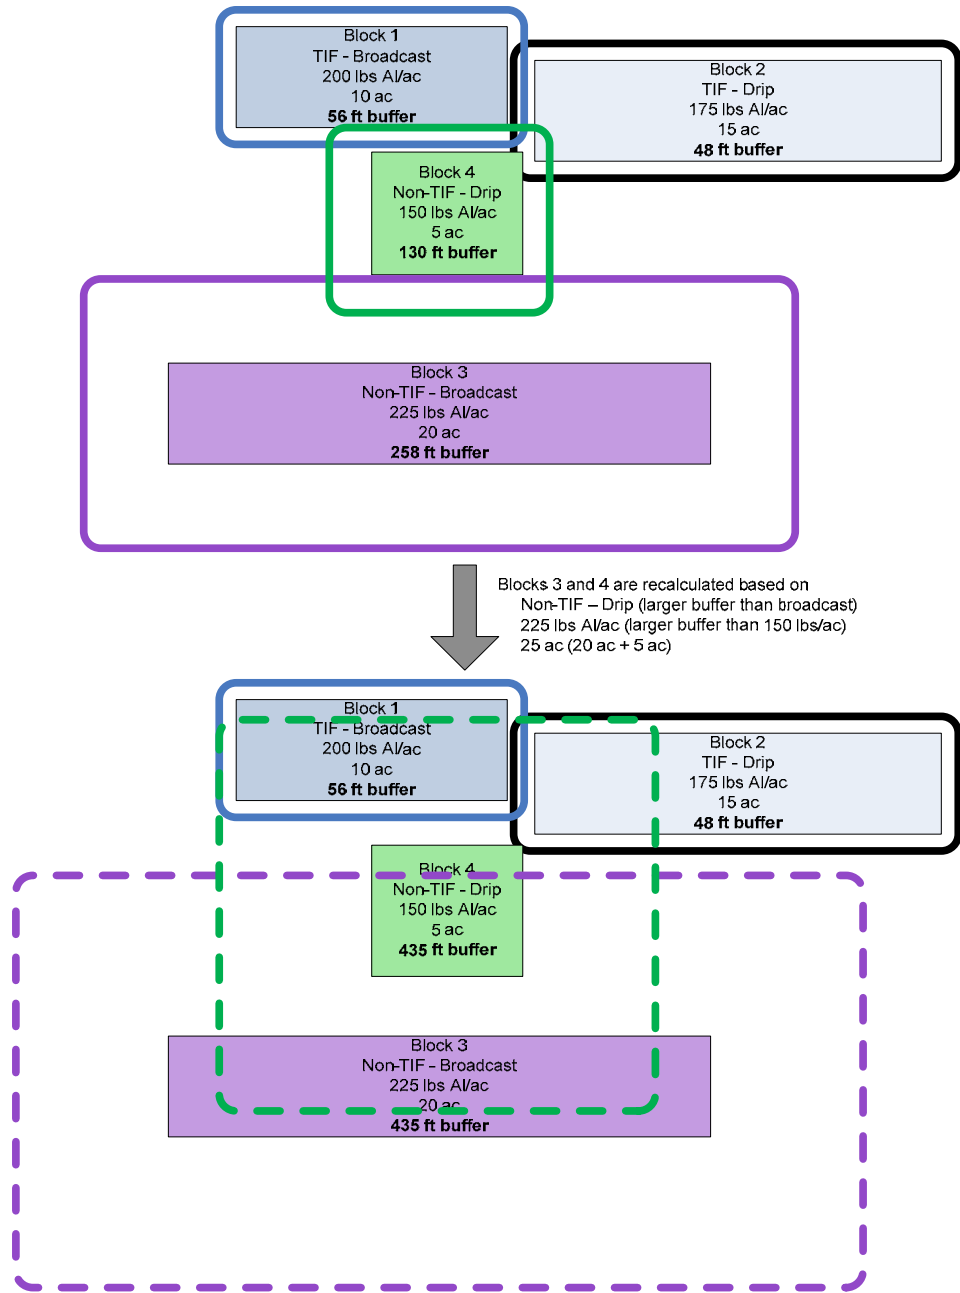 Block 1
TIF - Broadcast
200 lbs AI/ac
10 ac
56 ft buffer
Block 2
TIF - Drip
175 lbs AI/ac
15 ac
48 ft buffer
Block 4
Non-TIF - Drip
150 lbs AI/ac
5 ac
130 ft buffer
Block 3
Non-TIF - Broadcast
225 lbs AI/ac
20 ac
258 ft buffer
Blocks 3 and 4 are recalculated based on
Non-TIF – Drip (larger buffer than broadcast)
225 lbs AI/ac (larger buffer than 150 lbs/ac)
25 ac (20 ac + 5 ac)
Block 1
TIF - Broadcast
200 lbs AI/ac
10 ac
56 ft buffer
Block 2
TIF - Drip
175 lbs AI/ac
15 ac
48 ft buffer
Block 4
Non-TIF - Drip
150 lbs AI/ac
5 ac
435 ft buffer
Block 3
Non-TIF - Broadcast
225 lbs AI/ac
20 ac
435 ft buffer